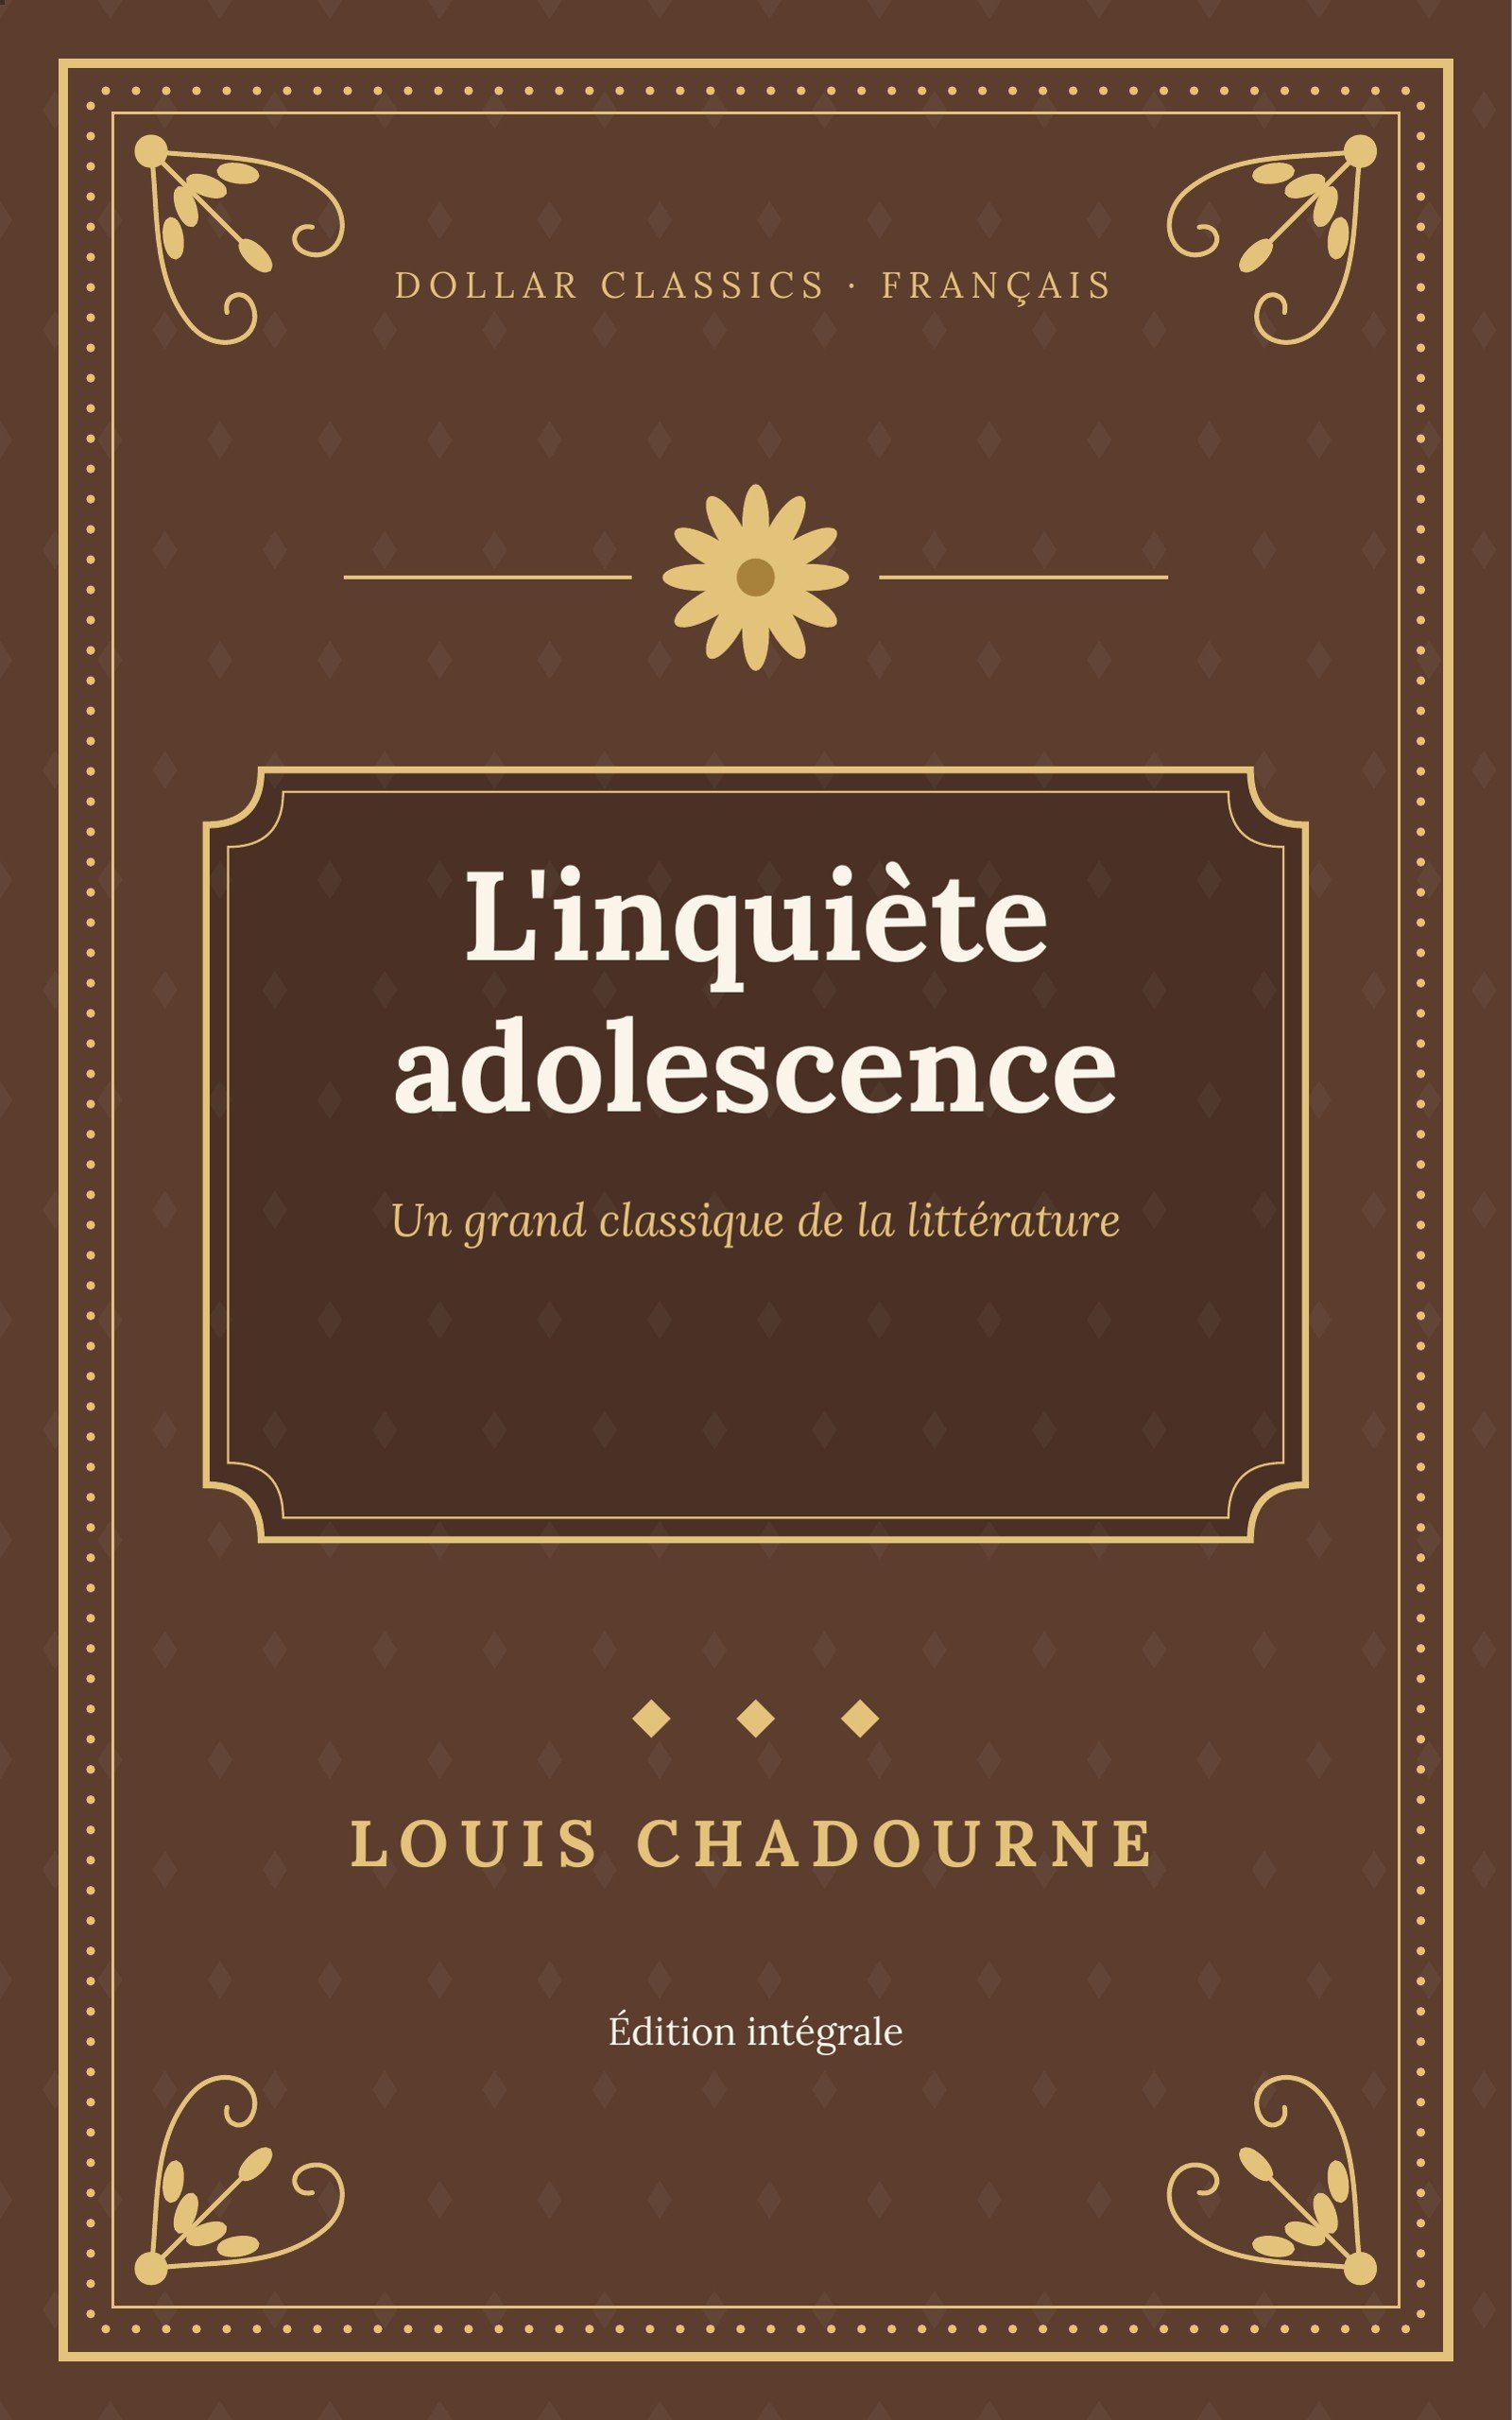 DOLLAR CLASSICS · FRANÇAIS
L'inquiète
adolescence
Un grand classique de la littérature
LOUIS CHADOURNE
Édition intégrale